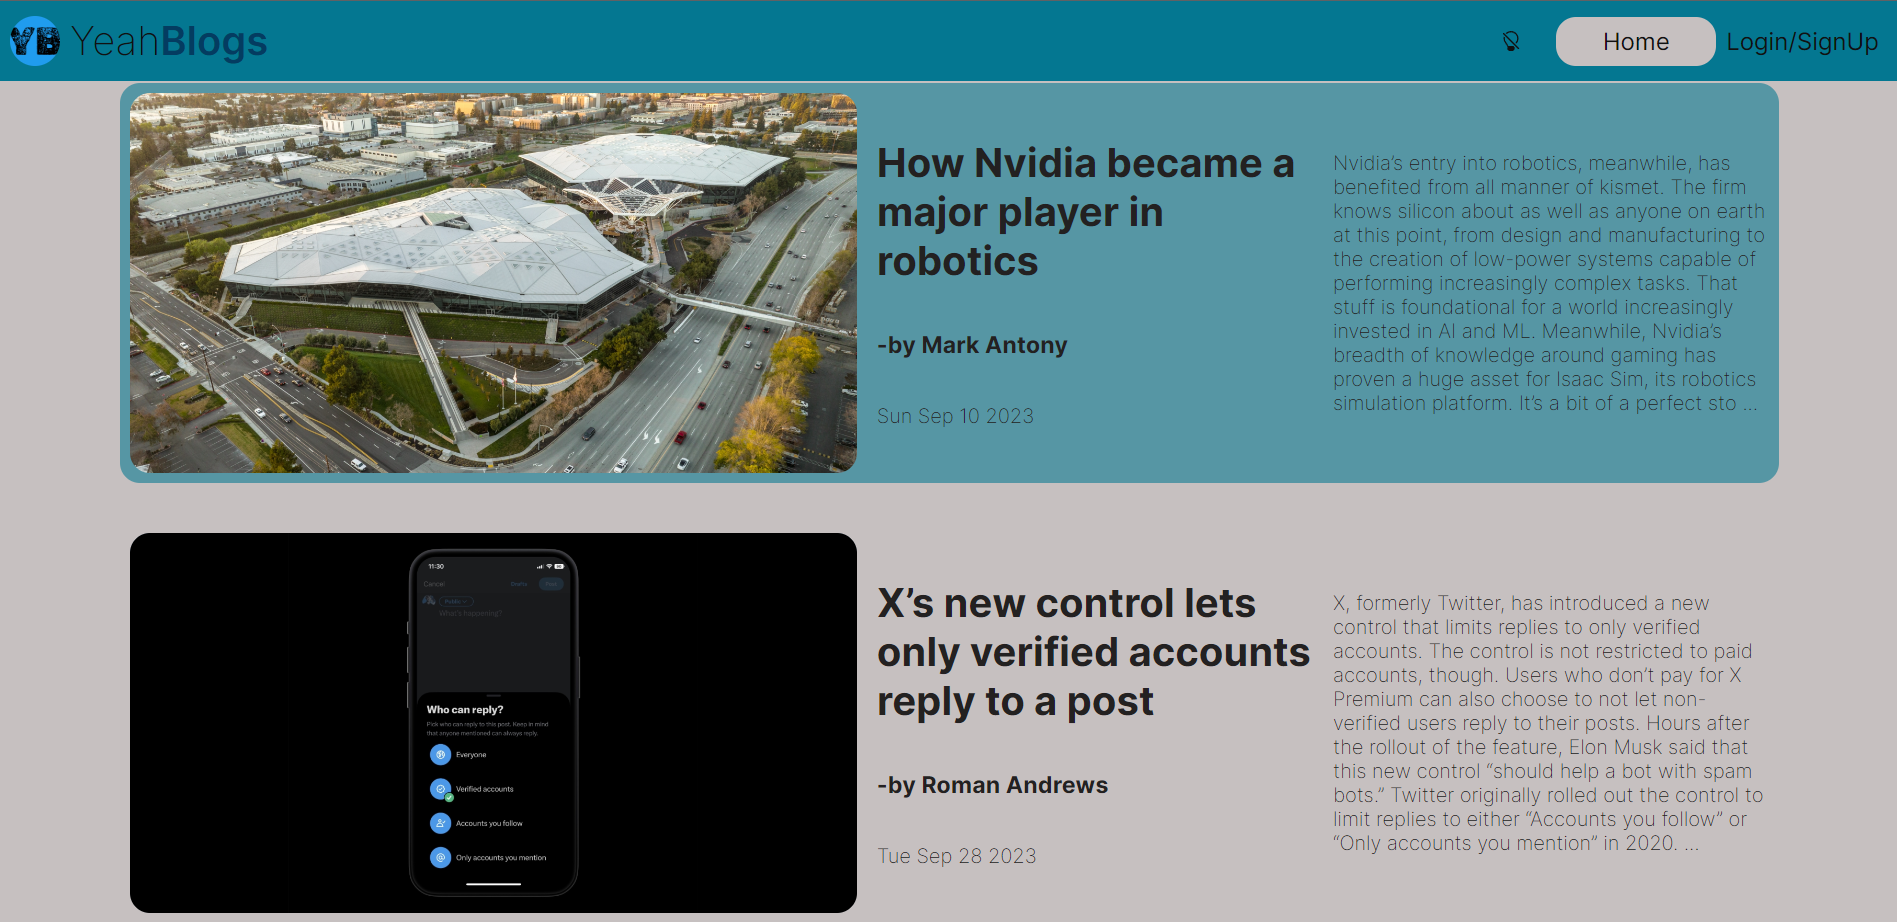 YB YeahBlogs
Home
Login/SignUp
How Nvidia became a
major player in
robotics
-by Mark Antony
Sun Sep 10 2023
Nvidia’s entry into robotics, meanwhile, has
benefited from all manner of kismet. The firm
knows silicon about as well as anyone on earth
at this point, from design and manufacturing to
the creation of low-power systems capable of
performing increasingly complex tasks. That
stuff is foundational for a world increasingly
invested in AI and ML. Meanwhile, Nvidia’s
breadth of knowledge around gaming has
proven a huge asset for Isaac Sim, its robotics
simulation platform. It’s a bit of a perfect sto ...
11:30
Cancel
Drafts
Post
Public
What's happening?
Who can reply?
Pick who can reply to this post. Keep in mind
that anyone mentioned can always reply.
Everyone
Verified accounts
Accounts you follow
Only accounts you mention
X’s new control lets
only verified accounts
reply to a post
-by Roman Andrews
Tue Sep 28 2023
X, formerly Twitter, has introduced a new
control that limits replies to only verified
accounts. The control is not restricted to paid
accounts, though. Users who don’t pay for X
Premium can also choose to not let non-
verified users reply to their posts. Hours after
the rollout of the feature, Elon Musk said that
this new control “should help a bot with spam
bots.” Twitter originally rolled out the control to
limit replies to either “Accounts you follow” or
“Only accounts you mention” in 2020. ...